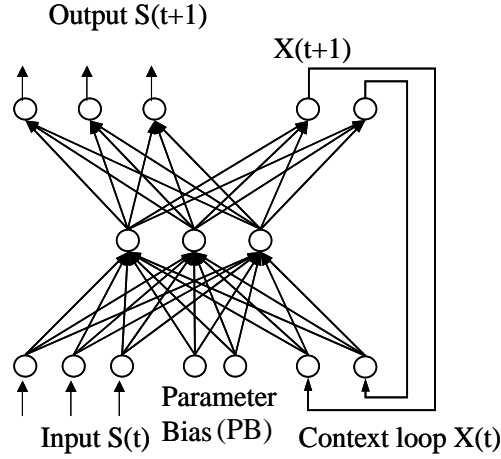 Output S(t+1)
X(t+1)
Input S(t)
Parameter
Bias (PB)
Context loop X(t)